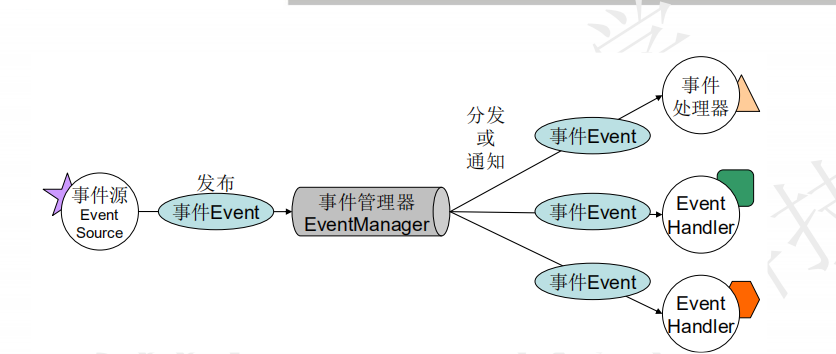 事件源
Event
Source
发布
事件Event
事件管理器
EventManager
分发
或
通知
事件Event
事件
处理器
事件Event
Event
Handler
事件Event
Event
Handler